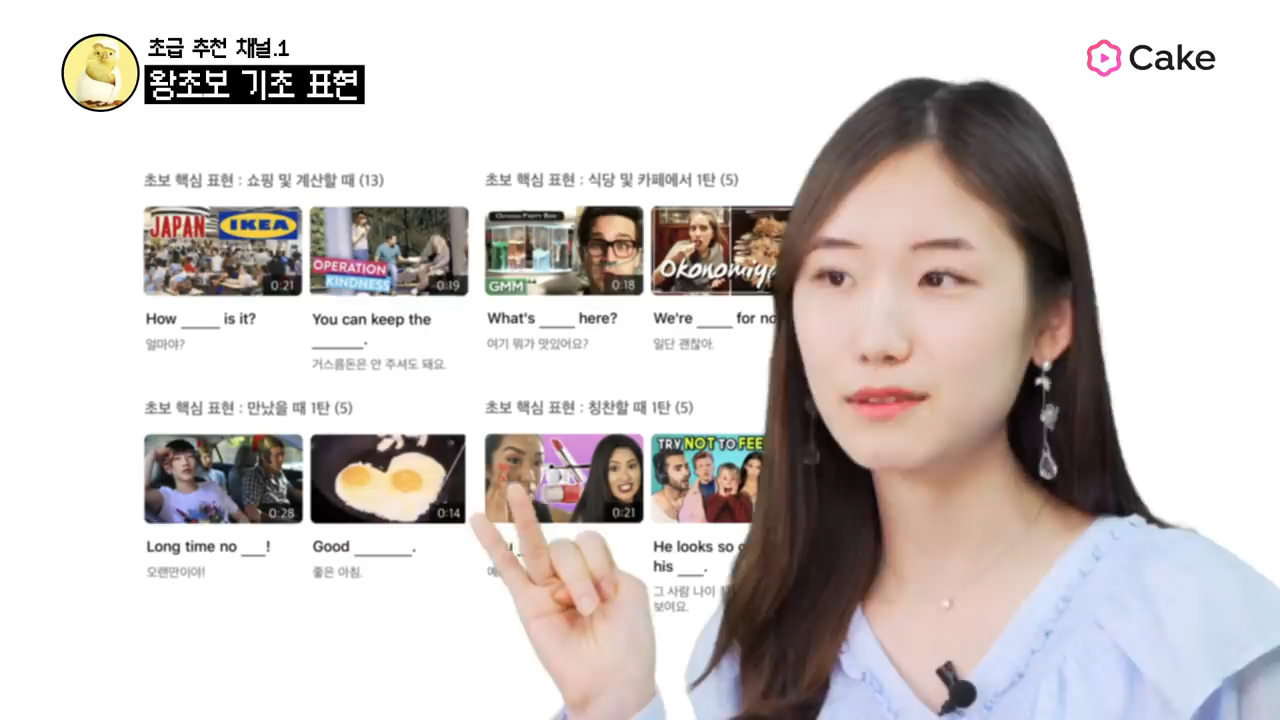 초급 추천 채널.1
왕초보 기초 표현
Cake
초보 핵심 표현 : 쇼핑 및 계산할 때 (13)
초보 핵심 표현 : 식당 및 카페에서 1탄 (5)
JAPAN
IKEA
0:21
OPERATION
KINDNESS
0:19
GMM
0:18
Okonomiy
How _____ is it?
얼마야?
You can keep the
_______.
거스름돈은 안 주셔도 돼요.
What's _____ here?
여기 뭐가 맛있어요?
We're _____ for no
일단 괜찮아.
초보 핵심 표현 : 만났을 때 1탄 (5)
초보 핵심 표현 : 칭찬할 때 1탄 (5)
0:28
0:14
0:21
TRY NOT TO FEE
Long time no ___!
오랜만이야!
Good ________.
좋은 아침.
He looks so
his ____.
그 사람 나이
보여요.